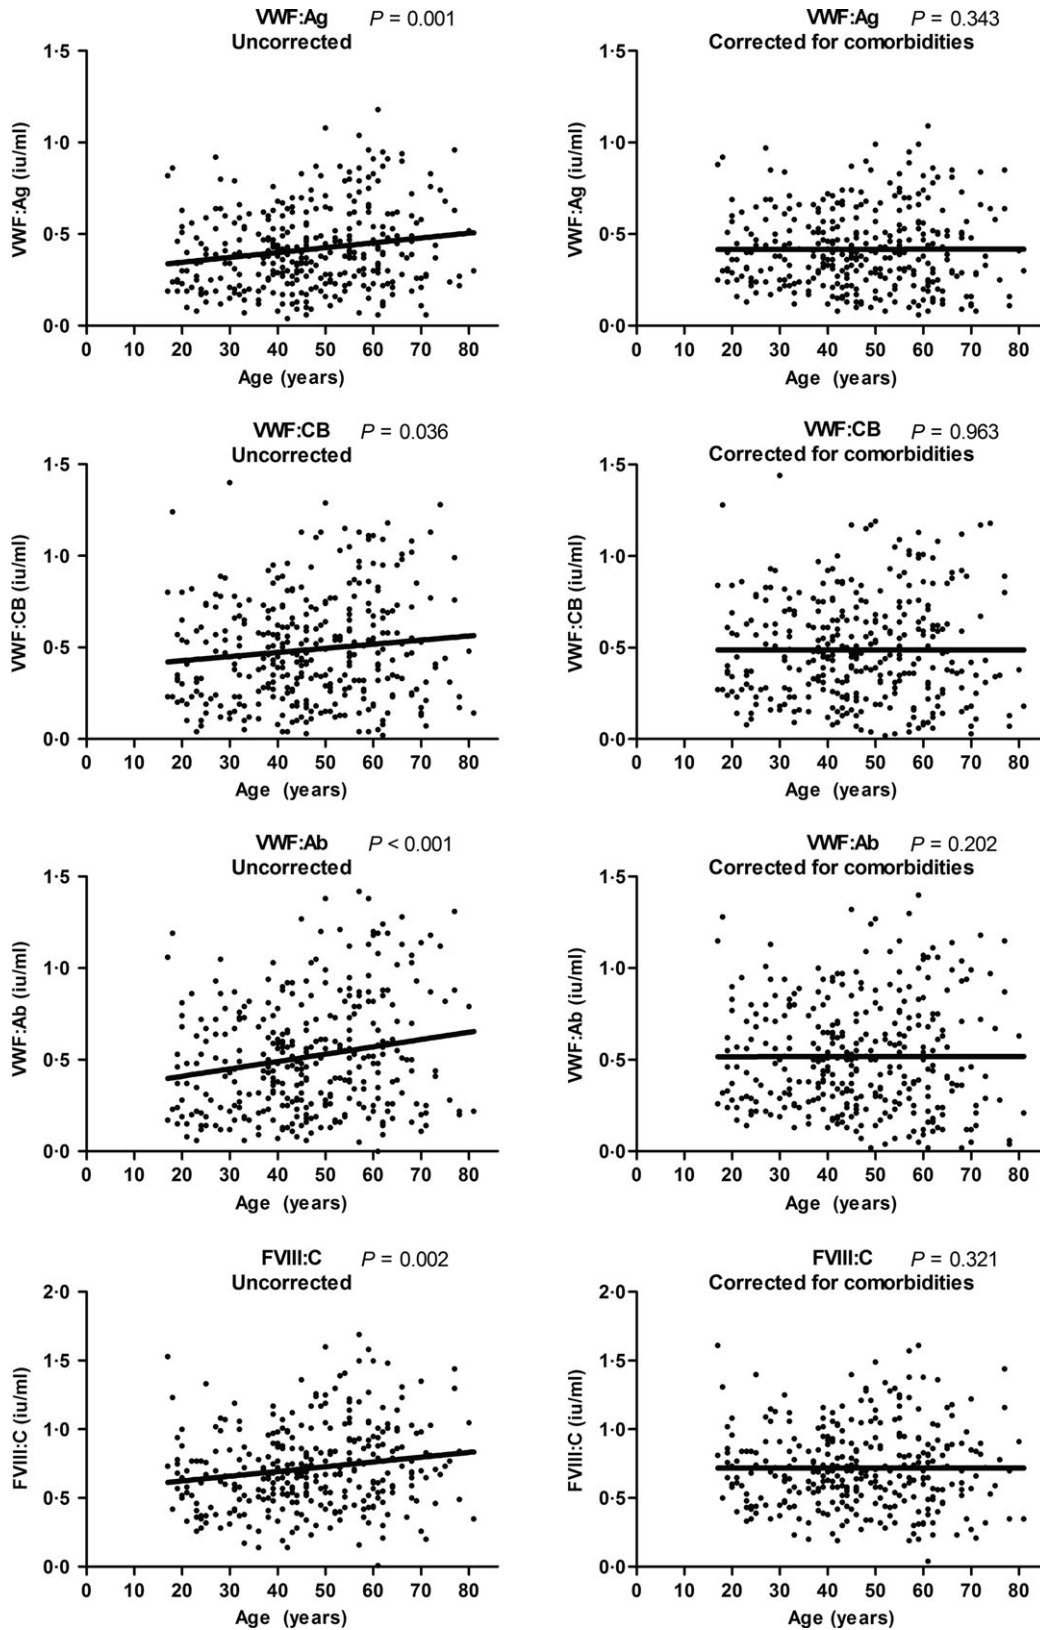 VWF:Ag P = 0.001
Uncorrected
1·5
1·0
0·5
0·0
VWF:Ag (iu/ml)
0 10 20 30 40 50 60 70 80
Age (years)
VWF:Ag P = 0.343
Corrected for comorbidities
1·5
1·0
0·5
0·0
VWF:Ag (iu/ml)
0 10 20 30 40 50 60 70 80
Age (years)
VWF:CB P = 0.036
Uncorrected
1·5
1·0
0·5
0·0
VWF:CB (iu/ml)
0 10 20 30 40 50 60 70 80
Age (years)
VWF:CB P = 0.963
Corrected for comorbidities
1·5
1·0
0·5
0·0
VWF:CB (iu/ml)
0 10 20 30 40 50 60 70 80
Age (years)
VWF:Ab P < 0.001
Uncorrected
1·5
1·0
0·5
0·0
VWF:Ab (iu/ml)
0 10 20 30 40 50 60 70 80
Age (years)
VWF:Ab P = 0.202
Corrected for comorbidities
1·5
1·0
0·5
0·0
VWF:Ab (iu/ml)
0 10 20 30 40 50 60 70 80
Age (years)
FVIII:C P = 0.002
Uncorrected
2·0
1·5
1·0
0·5
0·0
FVIII:C (iu/ml)
0 10 20 30 40 50 60 70 80
Age (years)
FVIII:C P = 0.321
Corrected for comorbidities
2·0
1·5
1·0
0·5
0·0
FVIII:C (iu/ml)
0 10 20 30 40 50 60 70 80
Age (years)